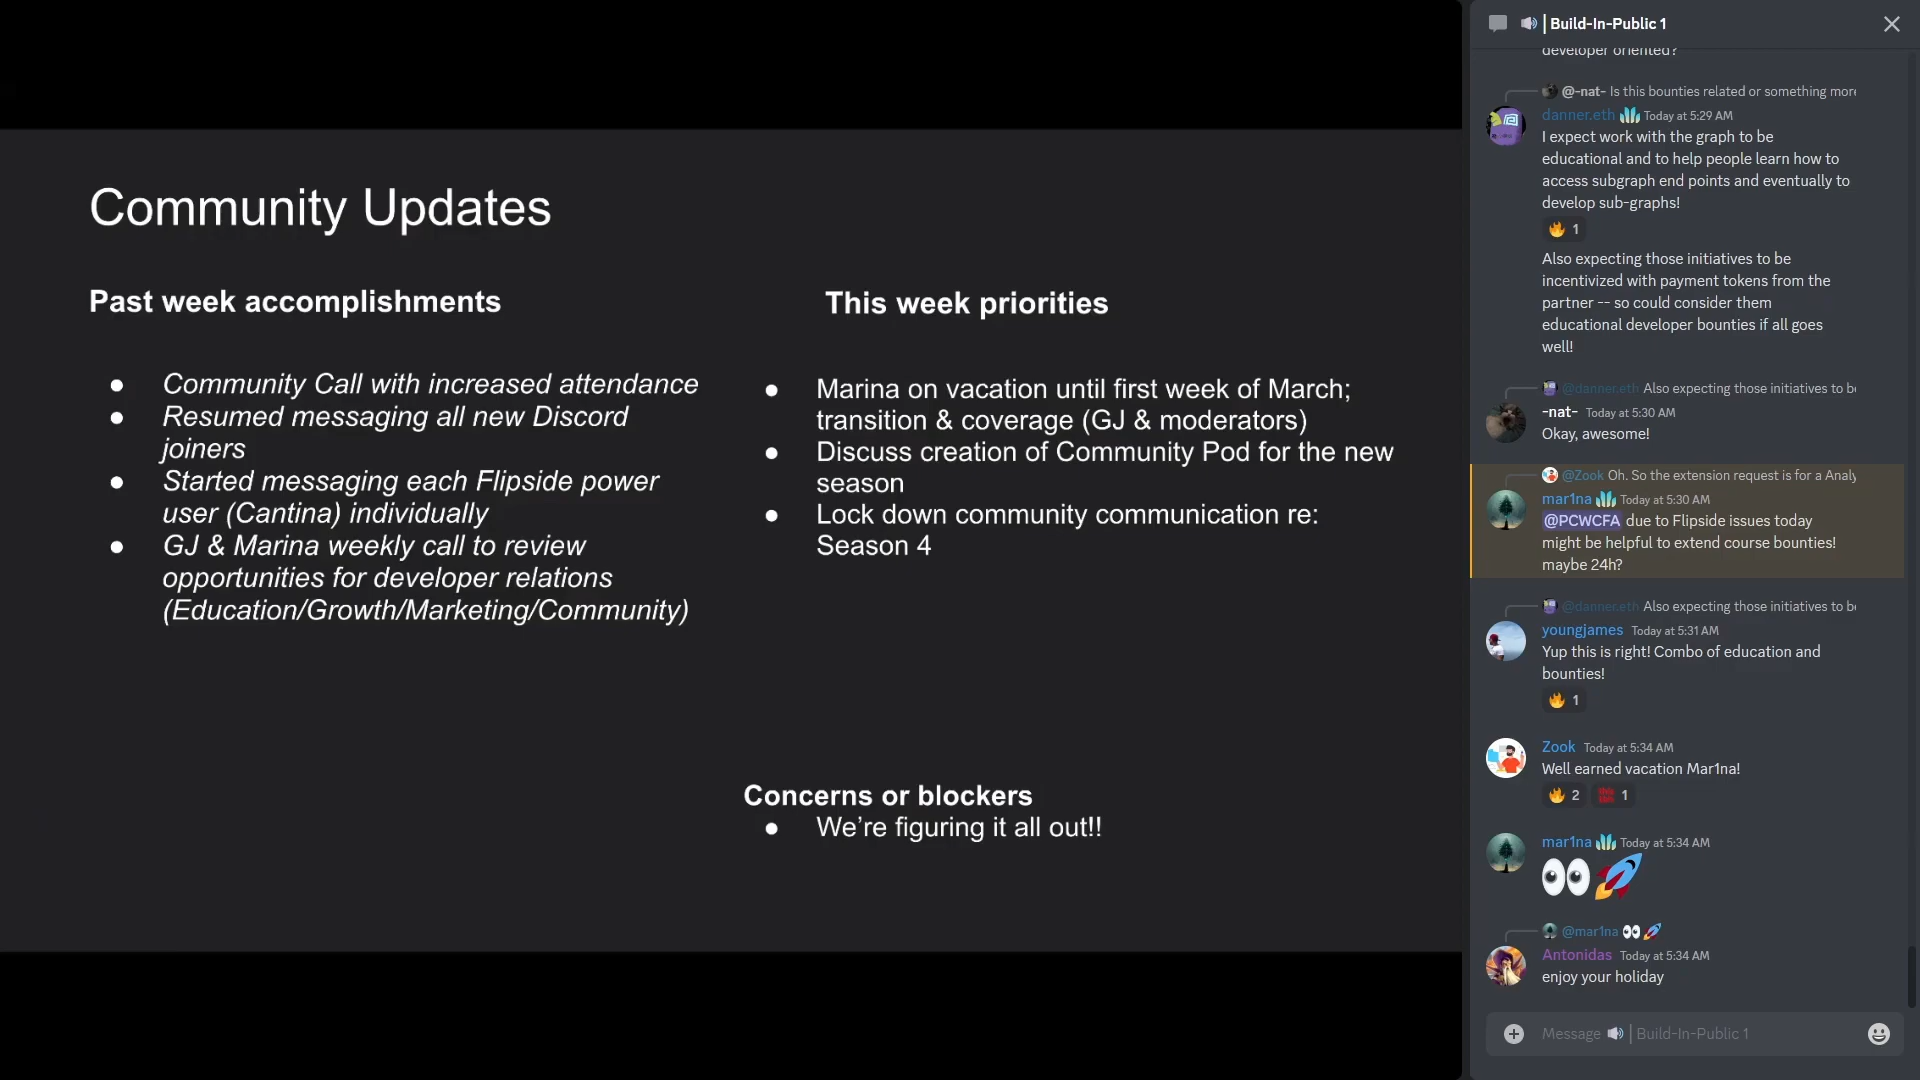 Community Updates
Past week accomplishments
● Community Call with increased attendance
● Resumed messaging all new Discord
joiners
● Started messaging each Flipside power
user (Cantina) individually
● GJ & Marina weekly call to review
opportunities for developer relations
(Education/Growth/Marketing/Community)
This week priorities
● Marina on vacation until first week of March;
transition & coverage (GJ & moderators)
● Discuss creation of Community Pod for the new
season
● Lock down community communication re:
Season 4
Concerns or blockers
● We're figuring it all out!!
Build-In-Public 1
developer oriented?
@-nat- Is this bounties related or something more
danner.eth Today at 5:29 AM
I expect work with the graph to be
educational and to help people learn how to
access subgraph end points and eventually to
develop sub-graphs!
🔥 1
Also expecting those initiatives to be
incentivized with payment tokens from the
partner -- so could consider them
educational developer bounties if all goes
well!
@danner.eth Also expecting those initiatives to be
-nat- Today at 5:30 AM
Okay, awesome!
@Zook Oh. So the extension request is for a Analy
mar1na Today at 5:30 AM
@PCWCFA due to Flipside issues today
might be helpful to extend course bounties!
maybe 24h?
@danner.eth Also expecting those initiatives to be
youngjames Today at 5:31 AM
Yup this is right! Combo of education and
bounties!
🔥 1
Zook Today at 5:34 AM
Well earned vacation Mar1na!
🔥 2 1
mar1na Today at 5:34 AM
👀🚀
@mar1na 👀🚀
Antonidas Today at 5:34 AM
enjoy your holiday
Message 🔊 | Build-In-Public 1